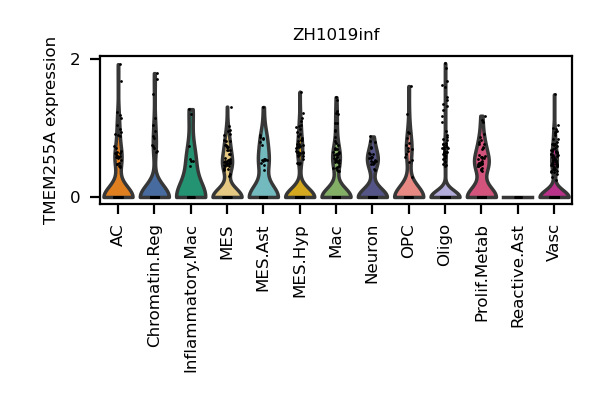 ZH1019inf
TMEM255A expression
2
0
AC
Chromatin.Reg
Inflammatory.Mac
MES
MES.Ast
MES.Hyp
Mac
Neuron
OPC
Oligo
Prolif.Metab
Reactive.Ast
Vasc